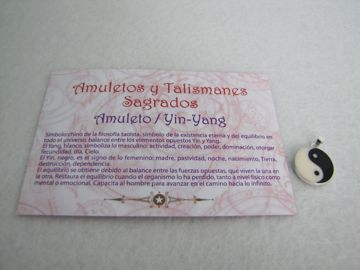 Amuletos y Talismanes
Sagrados
Amuleto / Yin-Yang
Símbolo chino de la filosofía taoísta, símbolo de la existencia eterna y del equilibrio en
todo el universo: balance entre los elementos opuestos Yin y Yang.
El Yang, blanco, simboliza lo masculino: actividad, creación, poder, dominación, otorgar
fecundidad, día, Cielo.
El Yin, negro, es el signo de lo femenino: madre, pasividad, noche, nacimiento, Tierra,
destrucción, dependencia.
El equilibrio se obtiene debido al balance entre las fuerzas opuestas, que viven la una en
la otra. Restaura el equilibrio cuando el organismo lo ha perdido, tanto a nivel físico como
mental o emocional. Capacita al hombre para avanzar en el camino hacia lo infinito.